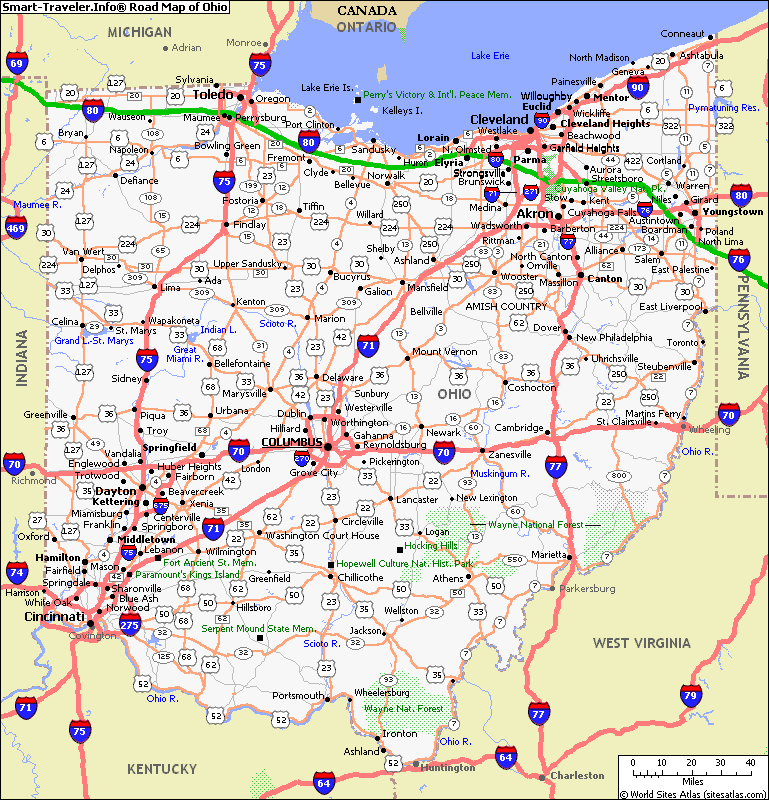 Smart-Traveler.Info® Road Map of Ohio
CANADA
ONTARIO
MICHIGAN
Adrian
Monroe
Lake Erie
Conneaut
Ashtabula
North Madison
Geneva
Painesville
Mentor
Willoughby
Euclid
Wickliffe
Cleveland
Cleveland Heights
Beachwood
Garfield Heights
Pymatuning Res.
Sylvania
Toledo
Oregon
Lake Erie Is.
Perry's Victory & Int'l. Peace Mem.
Kelleys I.
Wauseon
Maumee
Perrysburg
Port Clinton
Bryan
Napoleon
Bowling Green
Fremont
Sandusky
Huron
Lorain
Westlake
N. Olmsted
Elyria
Parma
Strongsville
Brunswick
Aurora
Streetsboro
Cortland
Cuyahoga Valley Nat. Pk.
Warren
Niles
Girard
Youngstown
Austintown
Boardman
Poland
North Lima
Defiance
Clyde
Bellevue
Norwalk
Medina
Stow
Kent
Akron
Cuyahoga Falls
Barberton
Maumee R.
Fostoria
Tiffin
Willard
Wadsworth
Rittman
Findlay
Shelby
Ashland
North Canton
Orrville
Alliance
Salem
Van Wert
Delphos
Upper Sandusky
Bucyrus
Wooster
Massillon
Canton
East Palestine
Ada
Lima
Galion
Mansfield
Kenton
AMISH COUNTRY
East Liverpool
Celina
Wapakoneta
St. Marys
Grand L.-St. Marys
Indian L.
Scioto R.
Marion
Bellville
Dover
New Philadelphia
Toronto
Great
Miami R.
Bellefontaine
Mount Vernon
Uhrichsville
Steubenville
INDIANA
PENNSYLVANIA
Sidney
Marysville
Delaware
Sunbury
OHIO
Coshocton
Greenville
Piqua
Urbana
Dublin
Westerville
Worthington
Martins Ferry
St. Clairsville
Wheeling
Troy
Hilliard
Gahanna
Newark
Cambridge
Springfield
COLUMBUS
Reynoldsburg
Zanesville
Ohio R.
Vandalia
Englewood
Huber Heights
London
Grove City
Pickerington
Richmond
Trotwood
Fairborn
Muskingum R.
Dayton
Beavercreek
Kettering
Xenia
Lancaster
New Lexington
Miamisburg
Centerville
Circleville
Wayne National Forest
Franklin
Springboro
Washington Court House
Logan
Oxford
Middletown
Lebanon
Wilmington
Hocking Hills
Hamilton
Mason
Fort Ancient St. Mem.
Hopewell Culture Nat. Hist. Park
Marietta
Fairfield
Paramount's Kings Island
Greenfield
Chillicothe
Athens
Springdale
Sharonville
Parkersburg
Harrison
White Oak
Blue Ash
Norwood
Hillsboro
Wellston
Cincinnati
Covington
Serpent Mound State Mem.
Jackson
Scioto R.
WEST VIRGINIA
Ohio R.
Portsmouth
Wheelersburg
Wayne Nat. Forest
Ironton
Ashland
Ohio R.
KENTUCKY
Huntington
Charleston
0 10 20 30 40
Miles
© World Sites Atlas (sitesatlas.com)